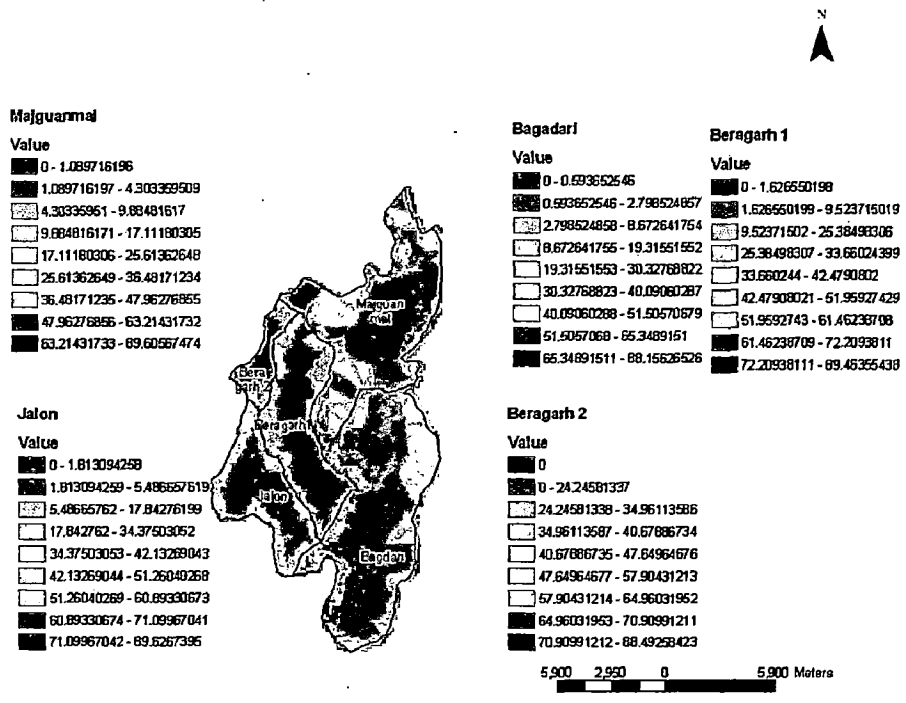 N
Majguanmal
Value
0 - 1.089716196
1.089716197 - 4.303359509
4.30335951 - 9.88481617
9.884816171 - 17.11180305
17.11180306 - 25.61362648
25.61362649 - 36.48171234
36.48171235 - 47.96276855
47.96276856 - 63.21431732
63.21431733 - 89.60567474
Bagadari
Value
0 - 0.593652546
0.593652546 - 2.798524857
2.798524858 - 8.672641754
8.672641755 - 19.31551552
19.31551553 - 30.32768822
30.32768823 - 40.09060287
40.09060288 - 51.50570679
51.5057068 - 65.3489151
65.34891511 - 88.15626526
Beragarh 1
Value
0 - 1.626550198
1.626550199 - 9.523715019
9.52371502 - 25.38498306
25.38498307 - 33.66024399
33.660244 - 42.4790802
42.47908021 - 51.95927429
51.9592743 - 61.46238708
61.46238709 - 72.2093811
72.20938111 - 89.46355438
Majguan
mal
Bera
garh 2
Beragarh 1
Jalon
Bagdari
Jalon
Value
0 - 1.813094258
1.813094259 - 5.486657619
5.48665762 - 17.84276199
17.842762 - 34.37503052
34.37503053 - 42.13269043
42.13269044 - 51.26040268
51.26040269 - 60.89330673
60.89330674 - 71.09967041
71.09967042 - 89.6267395
Beragarh 2
Value
0
0 - 24.24581337
24.24581338 - 34.96113586
34.96113587 - 40.67686734
40.67686735 - 47.64964676
47.64964677 - 57.90431213
57.90431214 - 64.96031952
64.96031953 - 70.90991211
70.90991212 - 88.49258423
5,900 2,950 0 5,900 Meters